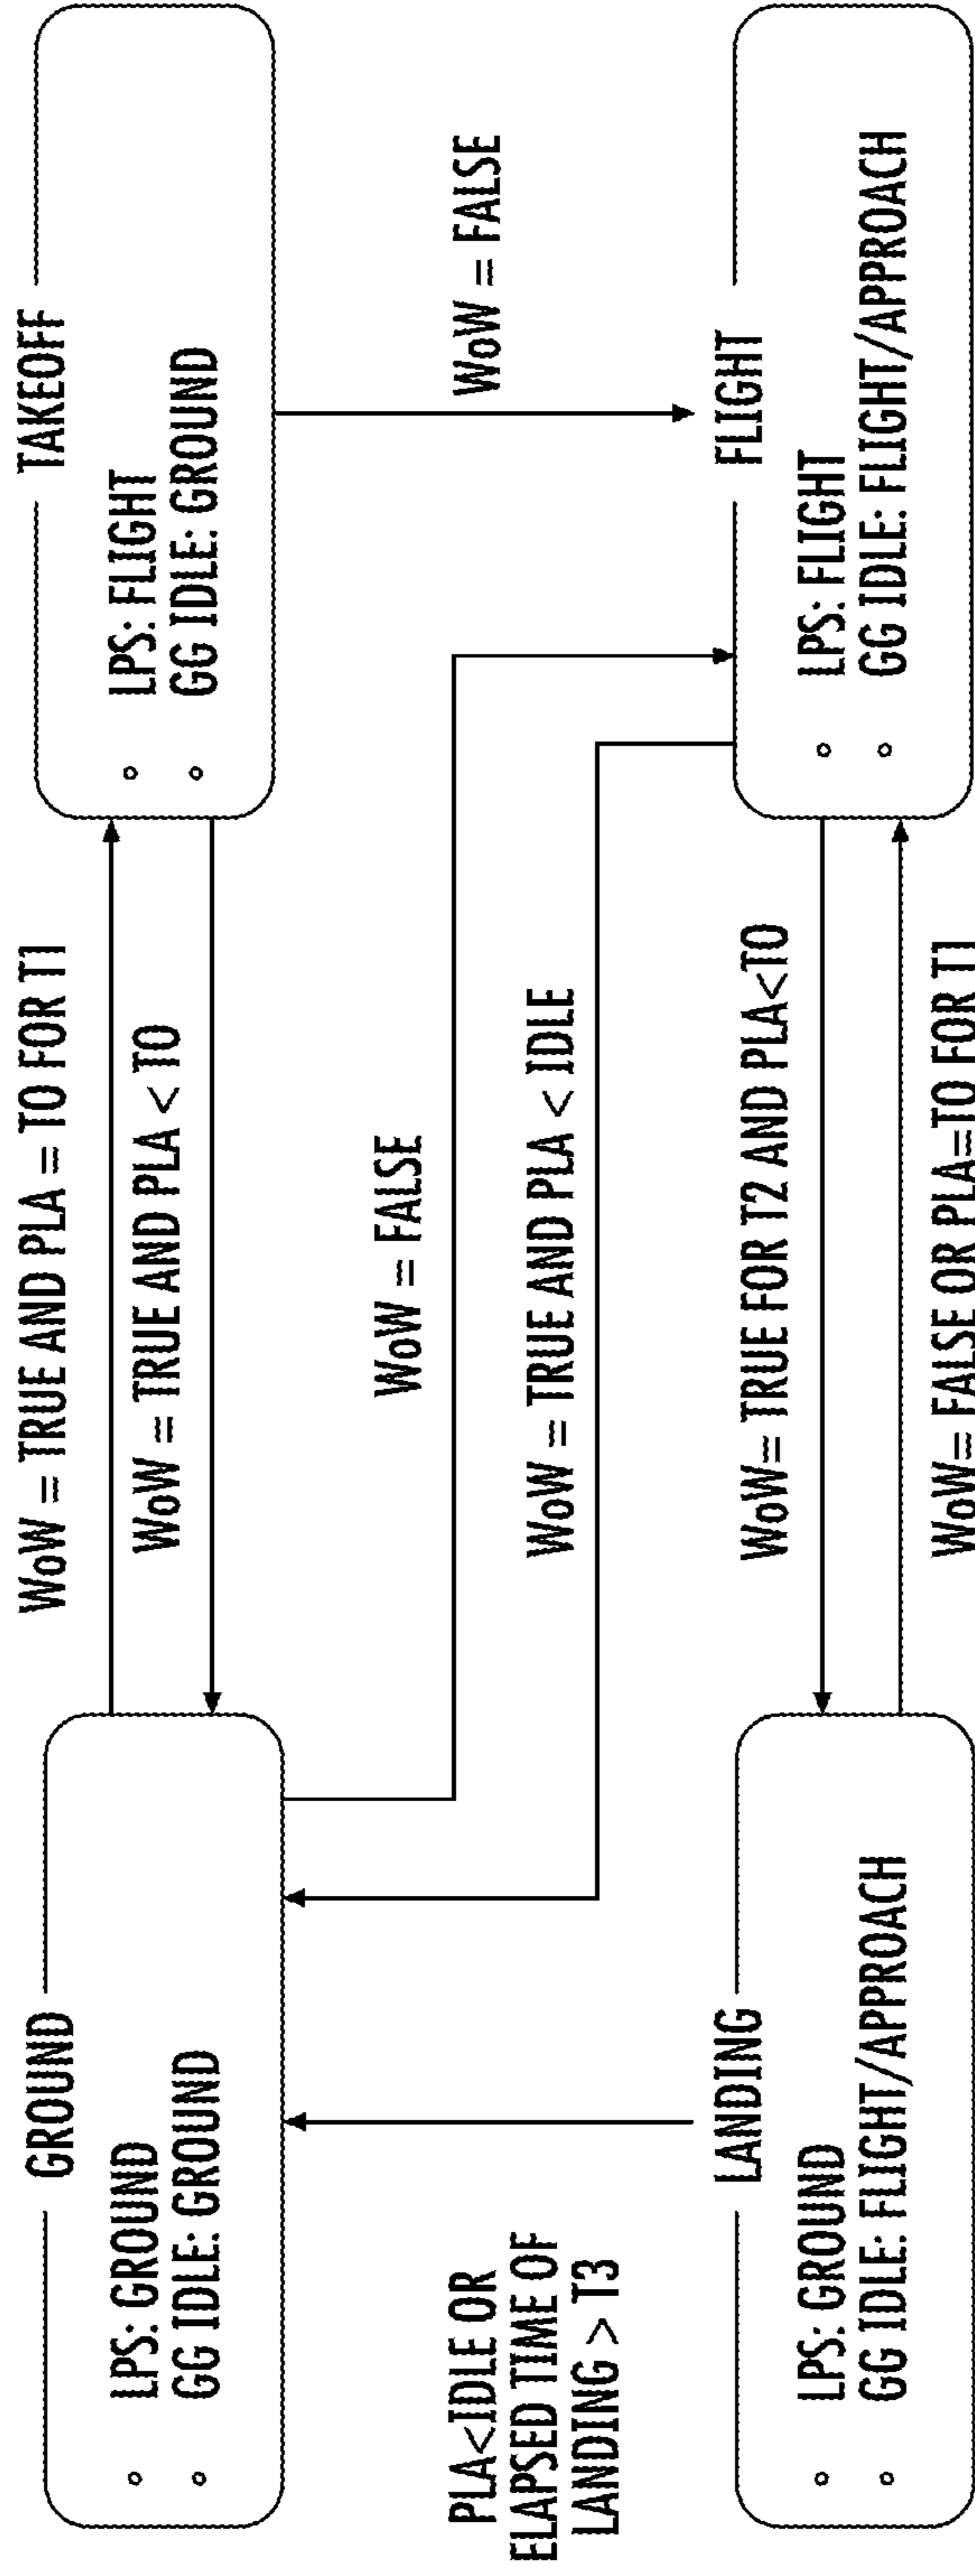 GROUND
LPS: GROUND
GG IDLE: GROUND
WoW = TRUE AND PLA = TO FOR T1
WoW = TRUE AND PLA < TO
TAKEOFF
LPS: FLIGHT
GG IDLE: GROUND
PLA<IDLE OR
ELAPSED TIME OF
LANDING > T3
WoW = FALSE
WoW = TRUE AND PLA < IDLE
WoW = FALSE
LANDING
LPS: GROUND
GG IDLE: FLIGHT/APPROACH
WoW= TRUE FOR T2 AND PLA<TO
WoW= FALSE OR PLA=TO FOR T1
FLIGHT
LPS: FLIGHT
GG IDLE: FLIGHT/APPROACH